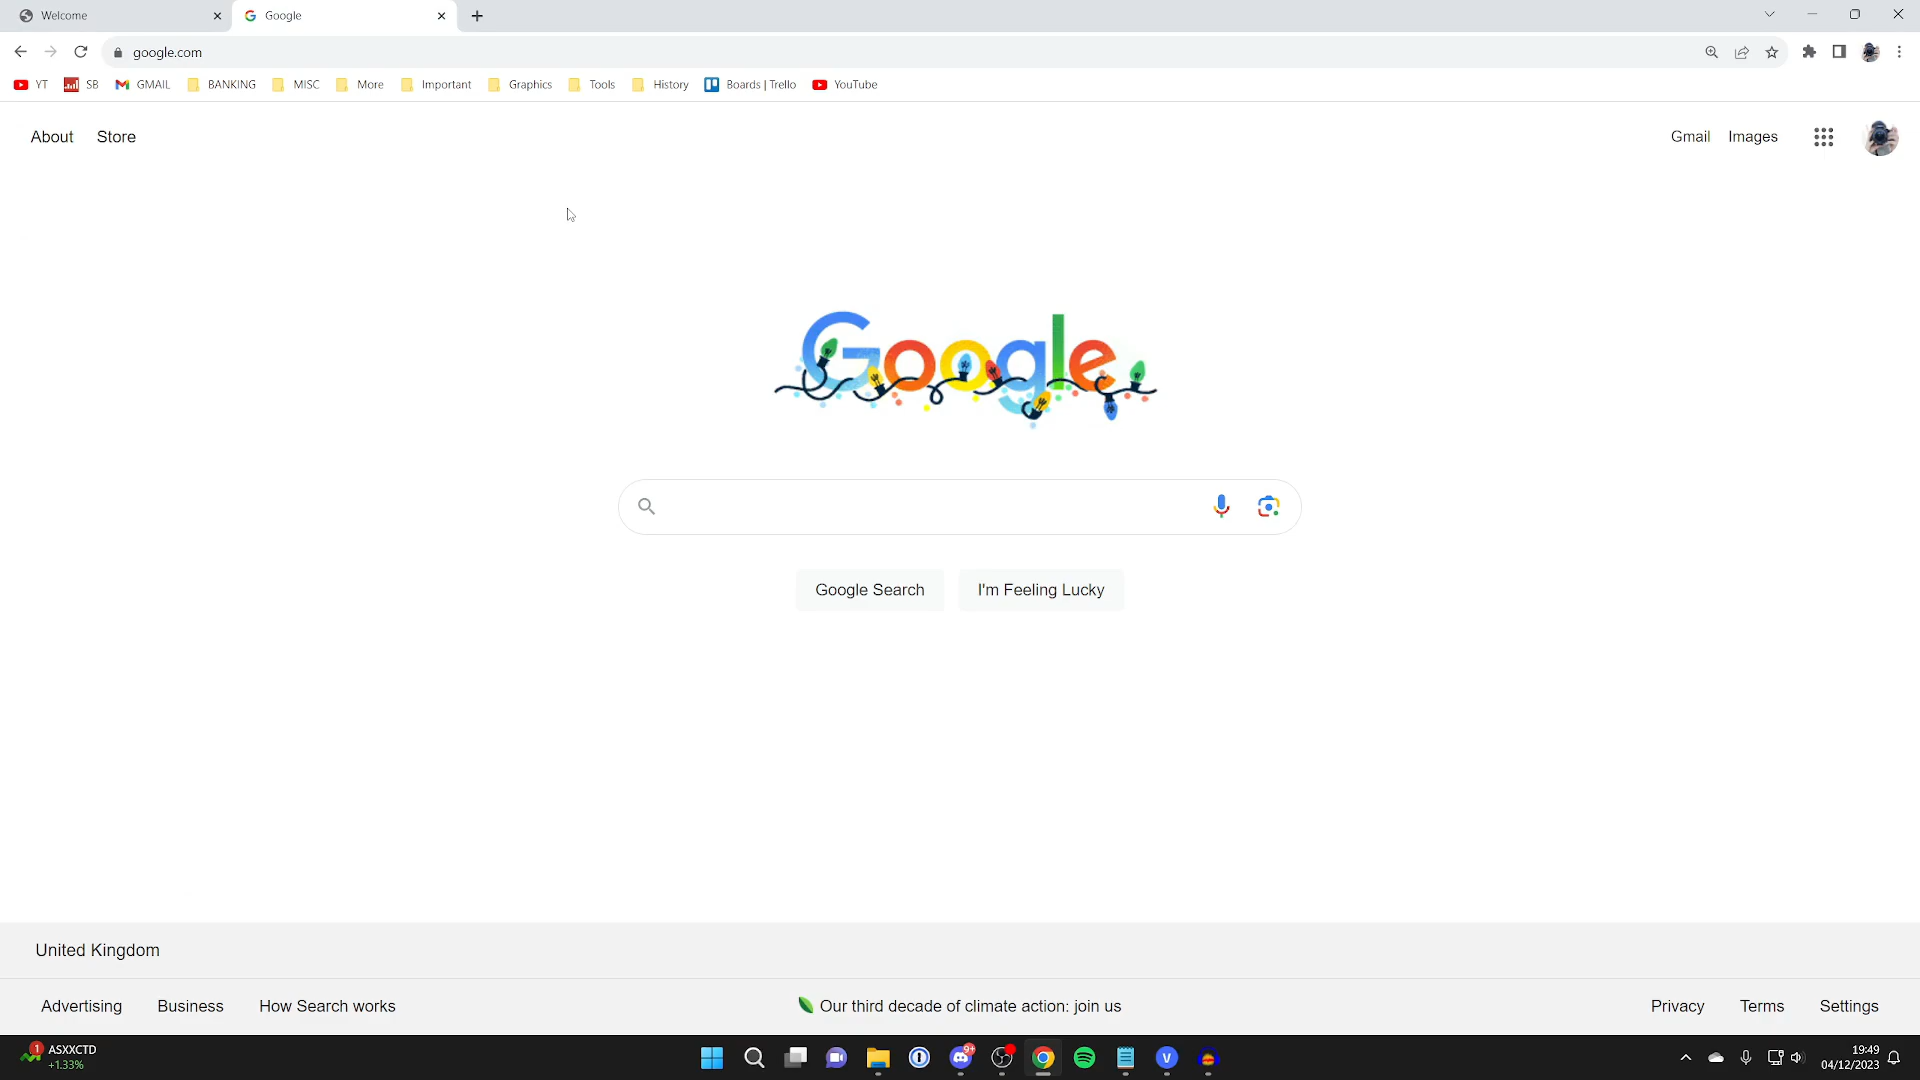 Welcome
Google
google.com
YT SB GMAIL BANKING MISC More Important Graphics Tools History Boards | Trello YouTube
About Store
Gmail Images
Google
Google Search I'm Feeling Lucky
United Kingdom
Advertising Business How Search works
Our third decade of climate action: join us
Privacy Terms Settings
1 ASXXCTD
+1.33%
9+
V
19:49
04/12/2023